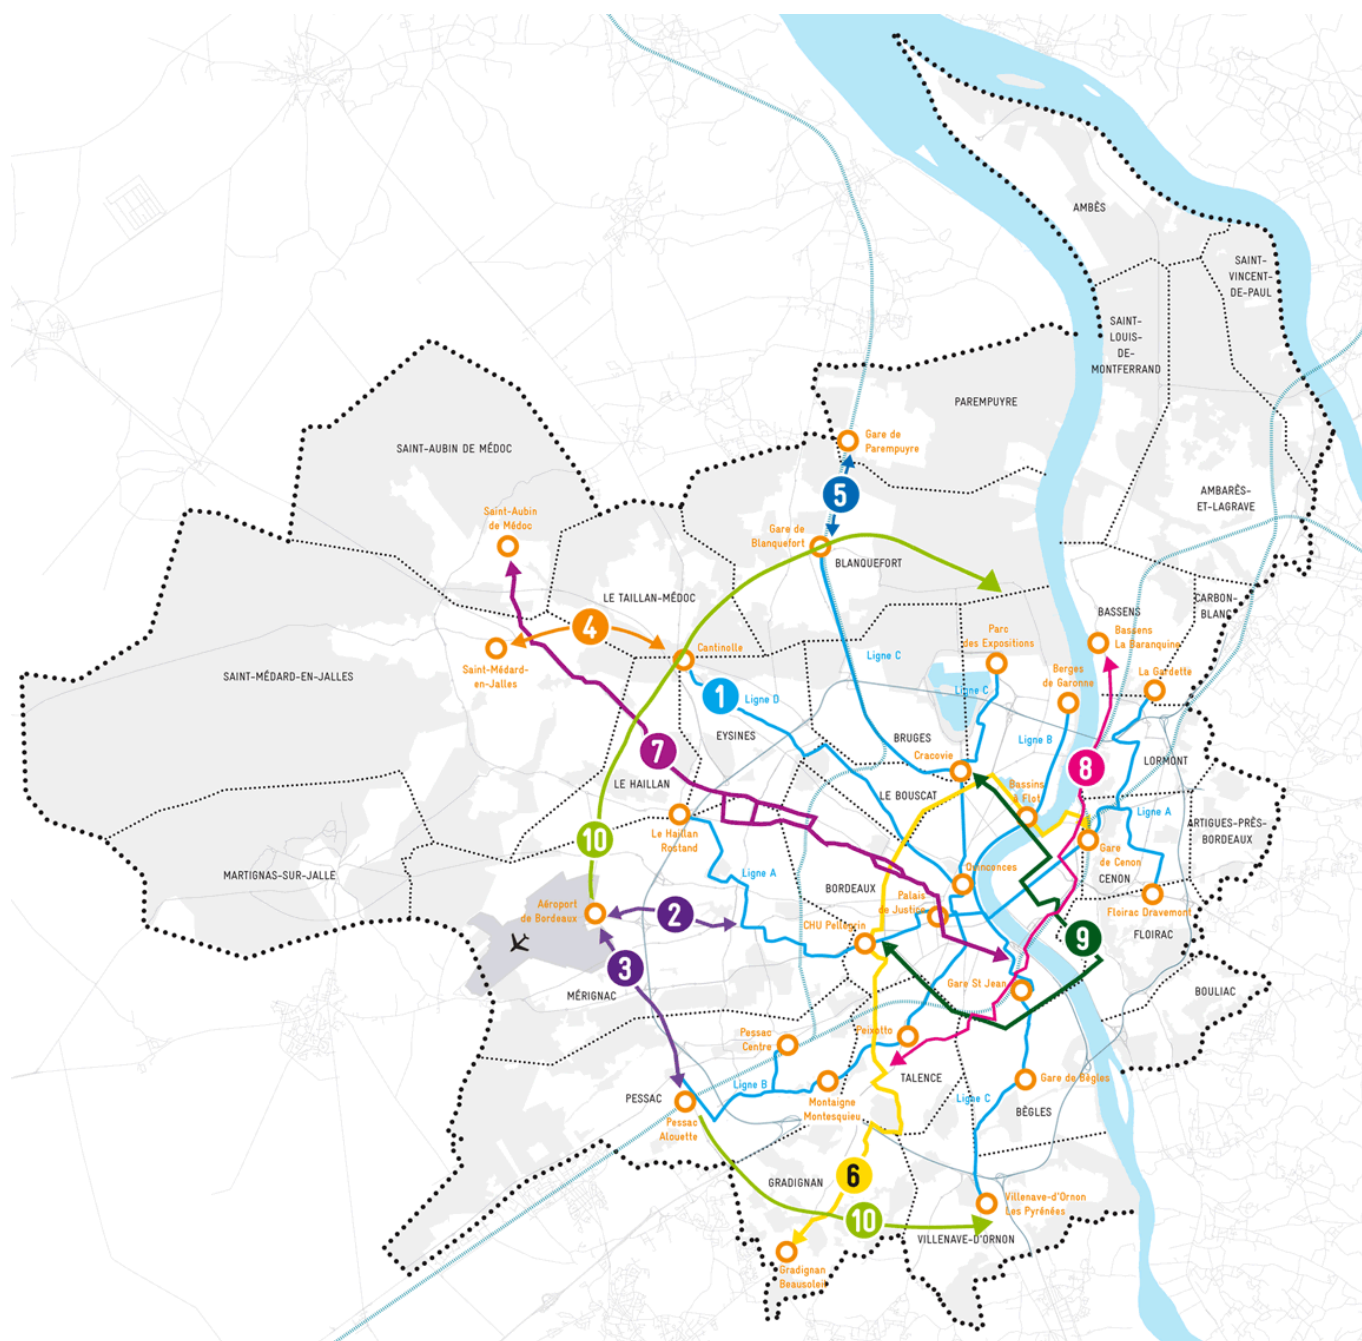 AMBÈS
SAINT-
VINCENT-
DE-PAUL
SAINT-
LOUIS-
DE-
MONTFERRAND
PAREMPUYRE
Gare de
Parempuyre
SAINT-AUBIN DE MÉDOC
5
AMBARÈS-
ET-LAGRAVE
Saint-Aubin
de Médoc
Gare de
Blanquefort
BLANQUEFORT
LE TAILLAN-MÉDOC
CARBON-
BLANC
BASSENS
4
Cantinolle
Parc
des Expositions
Bassens
La Baranquine
Saint-Médard-
en-Jalles
Ligne C
Berges
de Garonne
La Gardette
SAINT-MÉDARD-EN-JALLES
1
Ligne D
Ligne C
EYSINES
BRUGES
Ligne B
7
Cracovie
8
LORMONT
LE HAILLAN
LE BOUSCAT
Bassins
à Flot
Ligne A
ARTIGUES-PRÈS-
BORDEAUX
Le Haillan
Rostand
10
Gare
de Cenon
CENON
MARTIGNAS-SUR-JALLE
Ligne A
BORDEAUX
Quinconces
Palais
de Justice
Floirac Dravemont
Aéroport
de Bordeaux
2
CHU Pellegrin
FLOIRAC
9
3
MÉRIGNAC
Gare St Jean
BOULIAC
Pessac
Centre
Peixotto
TALENCE
Ligne B
Gare de Bègles
PESSAC
Montaigne
Montesquieu
Ligne C
BÈGLES
Pessac
Alouette
6
GRADIGNAN
Villenave-d'Ornon
Les Pyrénées
10
VILLENAVE-D'ORNON
Gradignan
Beausoleil